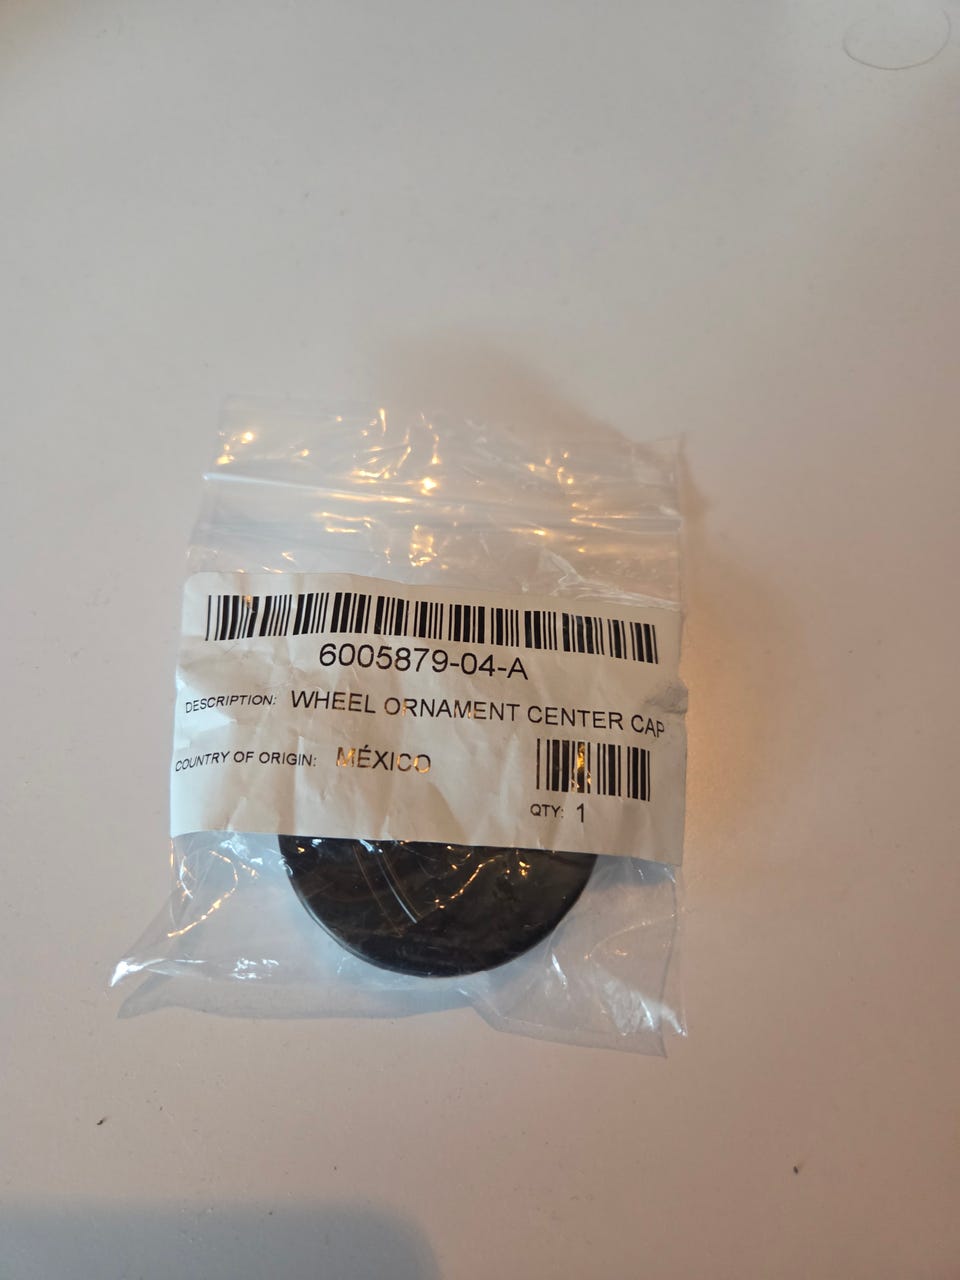 6005879-04-A
DESCRIPTION: WHEEL ORNAMENT CENTER CAP
COUNTRY OF ORIGIN: MÉXICO
QTY: 1